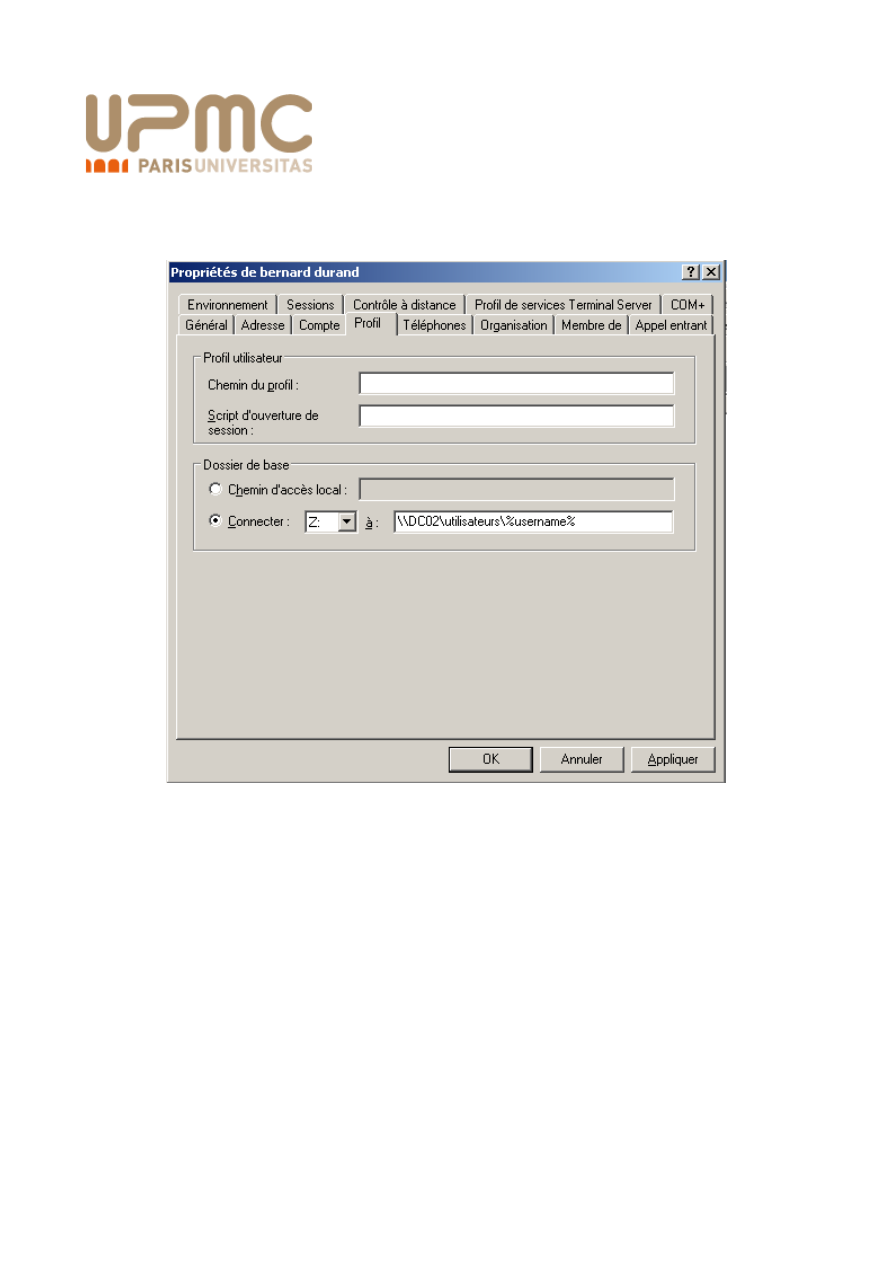 UPMC
PARISUNIVERSITAS
Propriétés de bernard durand
Environnement Sessions Contrôle à distance Profil de services Terminal Server COM+
Général Adresse Compte Profil Téléphones Organisation Membre de Appel entrant
Profil utilisateur
Chemin du profil :
Script d'ouverture de
session :
Dossier de base
Chemin d'accès local :
Connecter : Z: à : \\DC02\utilisateurs\%username%
OK Annuler Appliquer